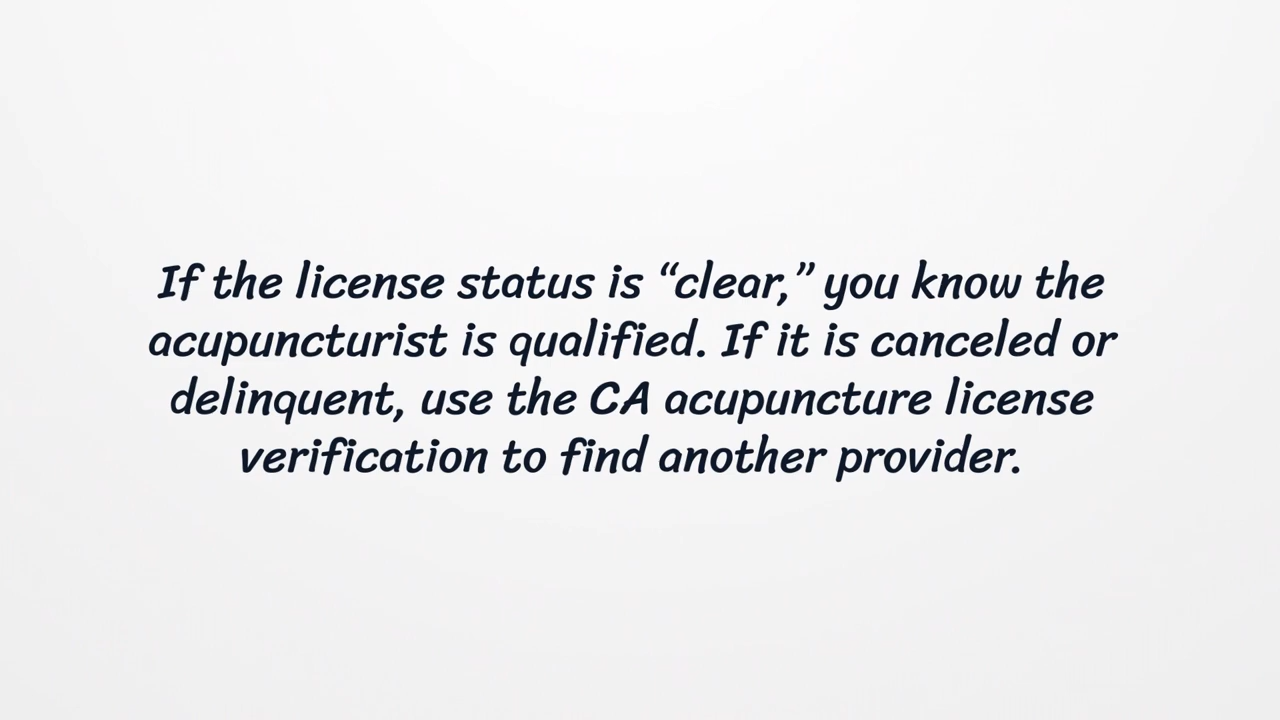 If the license status is “clear,” you know the
acupuncturist is qualified. If it is canceled or
delinquent, use the CA acupuncture license
verification to find another provider.